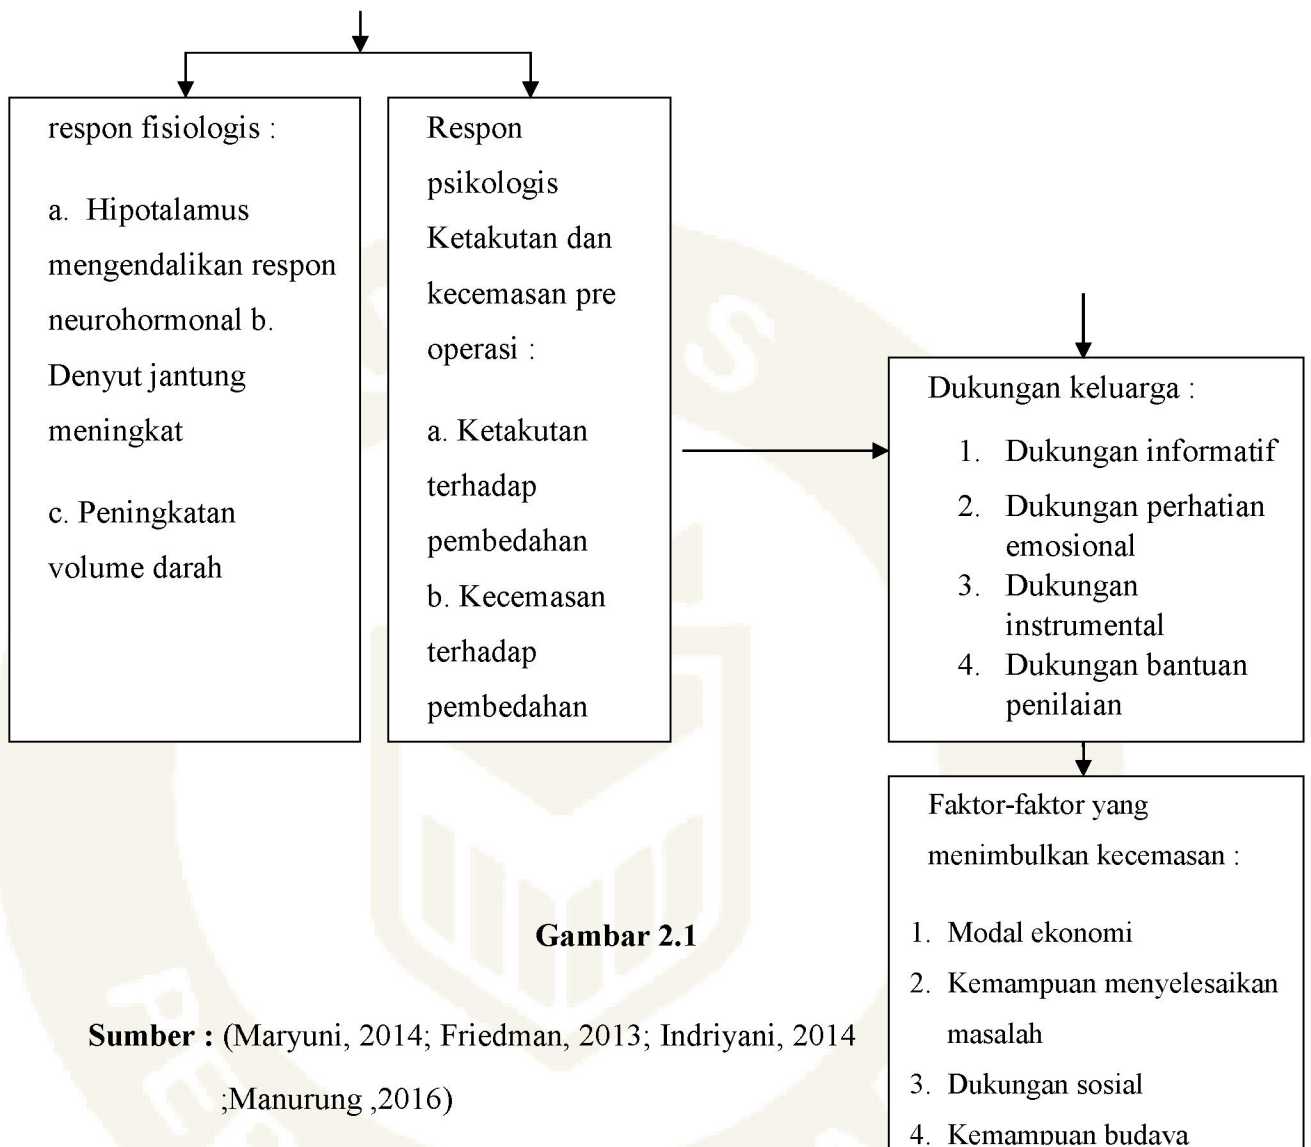 respon fisiologis :
a. Hipotalamus
mengendalikan respon
neurohormonal b.
Denyut jantung
meningkat
c. Peningkatan
volume darah
Respon
psikologis
Ketakutan dan
kecemasan pre
operasi :
a. Ketakutan
terhadap
pembedahan
b. Kecemasan
terhadap
pembedahan
Dukungan keluarga :
1. Dukungan informatif
2. Dukungan perhatian
emosional
3. Dukungan
instrumental
4. Dukungan bantuan
penilaian
Faktor-faktor yang
menimbulkan kecemasan :
1. Modal ekonomi
2. Kemampuan menyelesaikan
masalah
3. Dukungan sosial
4. Kemampuan budaya
Gambar 2.1
Sumber : (Maryuni, 2014; Friedman, 2013; Indriyani, 2014
;Manurung ,2016)